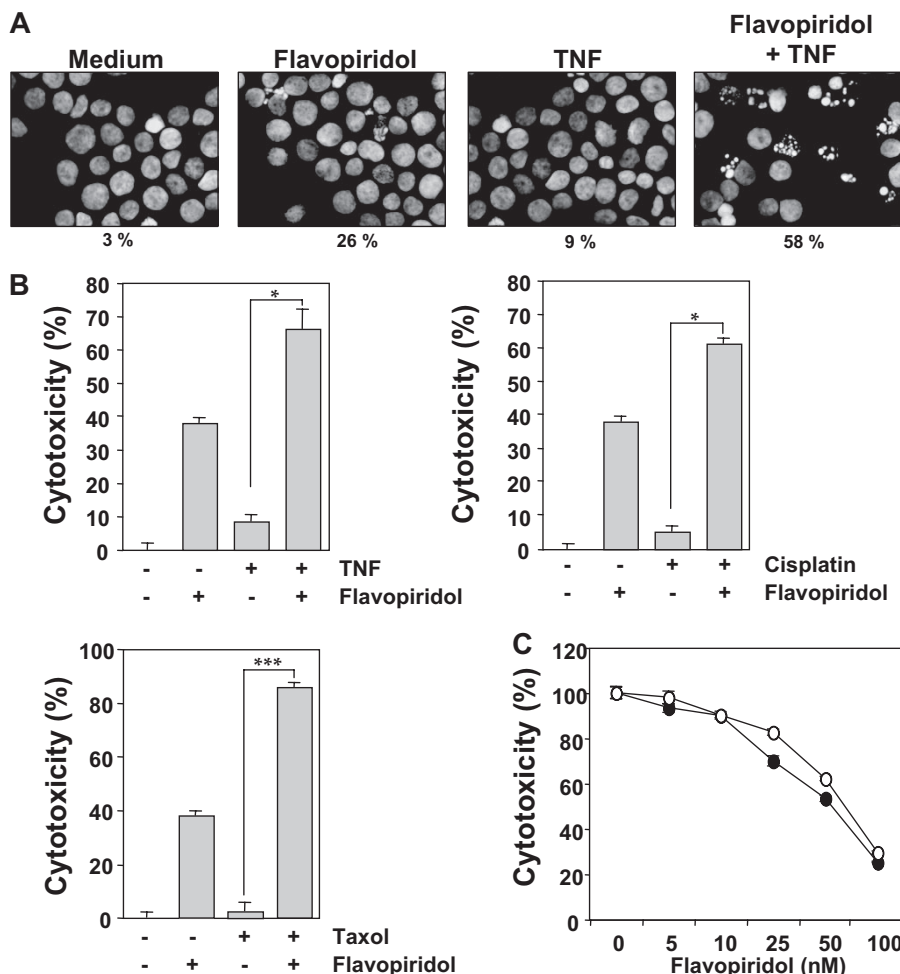 A
Medium
Flavopiridol
TNF
Flavopiridol
+ TNF
3 %
26 %
9 %
58 %
B
Cytotoxicity (%)
80
70
60
50
40
30
20
10
0
*
- - + + TNF
- + - + Flavopiridol
Cytotoxicity (%)
80
70
60
50
40
30
20
10
0
*
- - + + Cisplatin
- + - + Flavopiridol
Cytotoxicity (%)
100
80
60
40
20
0
***
- - + + Taxol
- + - + Flavopiridol
C
Cytotoxicity (%)
120
100
80
60
40
20
0
0 5 10 25 50 100
Flavopiridol (nM)